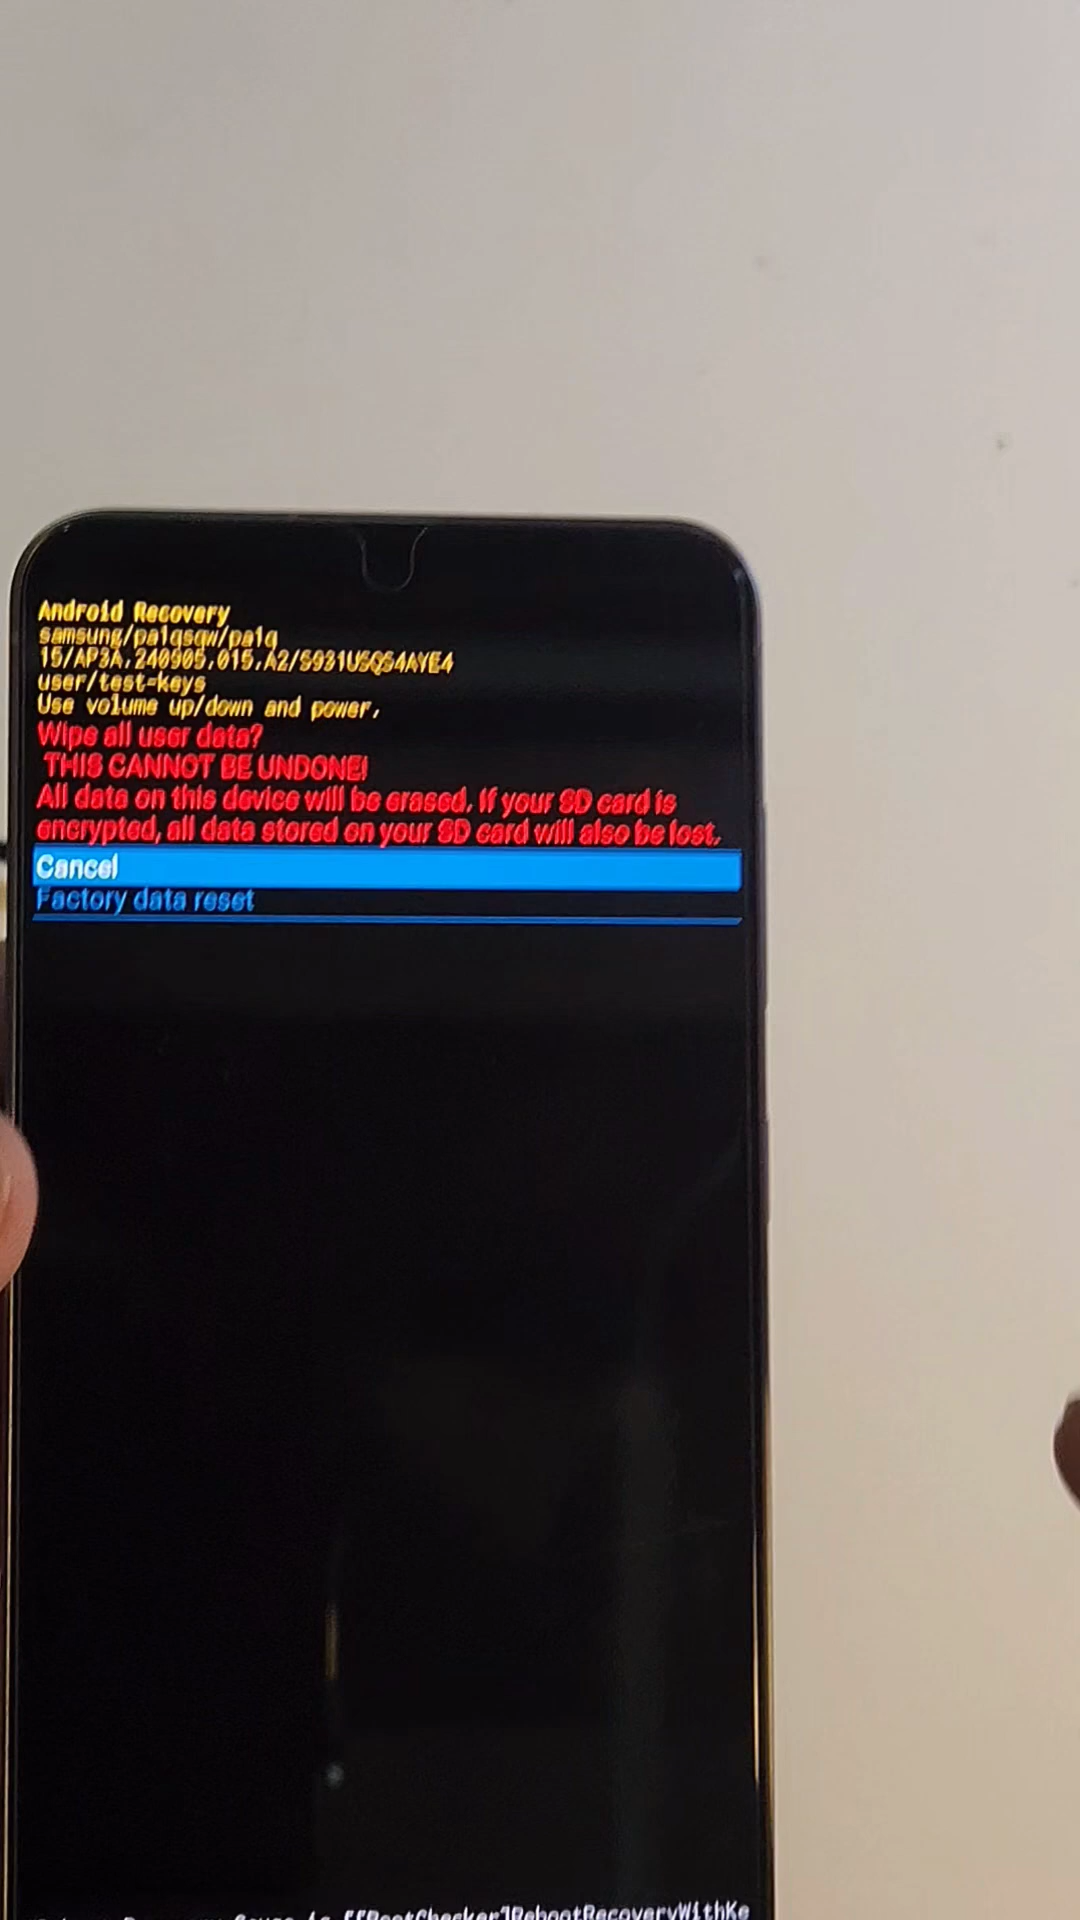 Android Recovery
samsung/pa1qsqw/pa1q
15/AP3A.240905.015.A2/S931USQS4AYE4
user/test-keys
Use volume up/down and power.
Wipe all user data?
THIS CANNOT BE UNDONE!
All data on this device will be erased. If your SD card is
encrypted, all data stored on your SD card will also be lost.
Cancel
Factory data reset
is [[BootChecker]RebootRecoveryWithKe